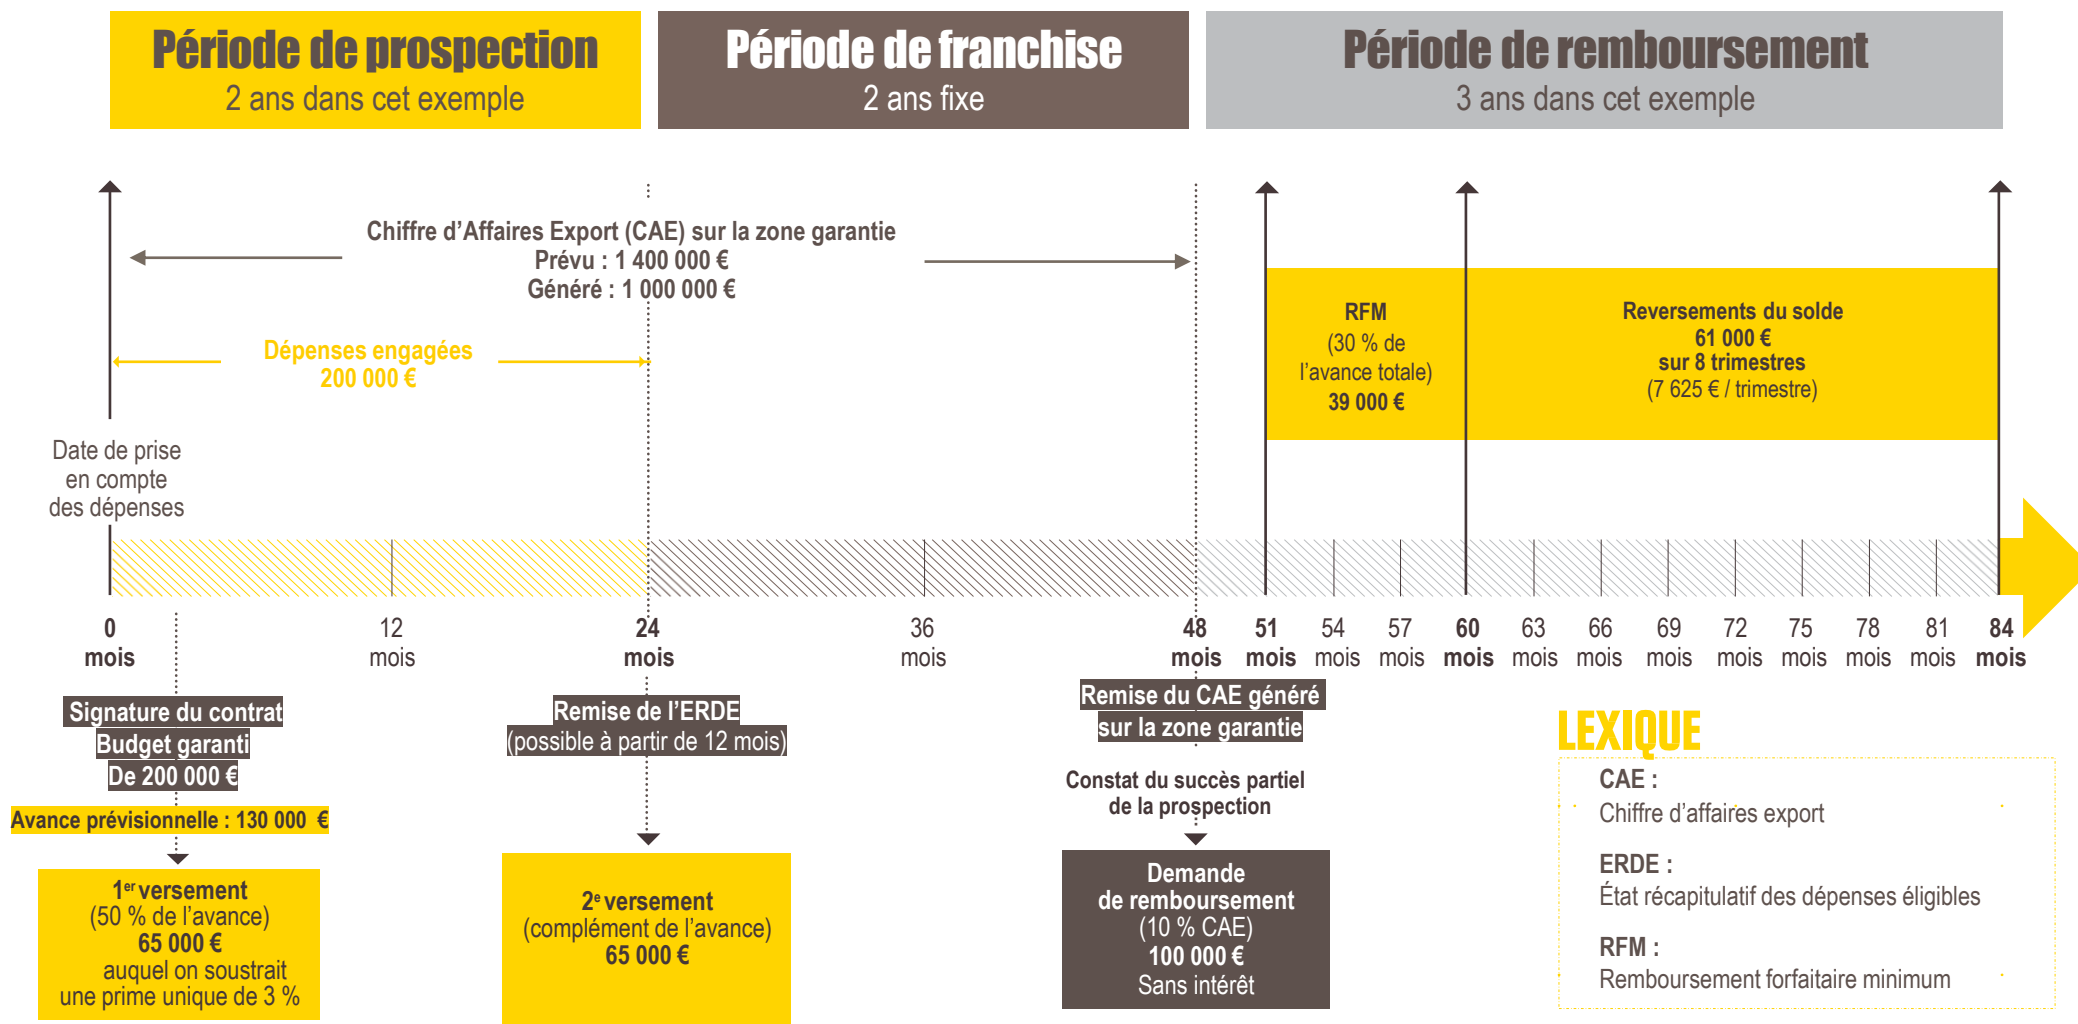 Période de prospection
2 ans dans cet exemple
Période de franchise
2 ans fixe
Période de remboursement
3 ans dans cet exemple
Chiffre d’Affaires Export (CAE) sur la zone garantie
Prévu : 1 400 000 €
Généré : 1 000 000 €
Dépenses engagées
200 000 €
RFM
(30 % de
l’avance totale)
39 000 €
Reversements du solde
61 000 €
sur 8 trimestres
(7 625 € / trimestre)
Date de prise
en compte
des dépenses
0
mois
12
mois
24
mois
36
mois
48
mois
51
mois
54
mois
57
mois
60
mois
63
mois
66
mois
69
mois
72
mois
75
mois
78
mois
81
mois
84
mois
Signature du contrat
Budget garanti
De 200 000 €
Avance prévisionnelle : 130 000 €
1er versement
(50 % de l’avance)
65 000 €
auquel on soustrait
une prime unique de 3 %
Remise de l’ERDE
(possible à partir de 12 mois)
2e versement
(complément de l’avance)
65 000 €
Remise du CAE généré
sur la zone garantie
Constat du succès partiel
de la prospection
Demande
de remboursement
(10 % CAE)
100 000 €
Sans intérêt
LEXIQUE
CAE :
Chiffre d’affaires export
ERDE :
État récapitulatif des dépenses éligibles
RFM :
Remboursement forfaitaire minimum